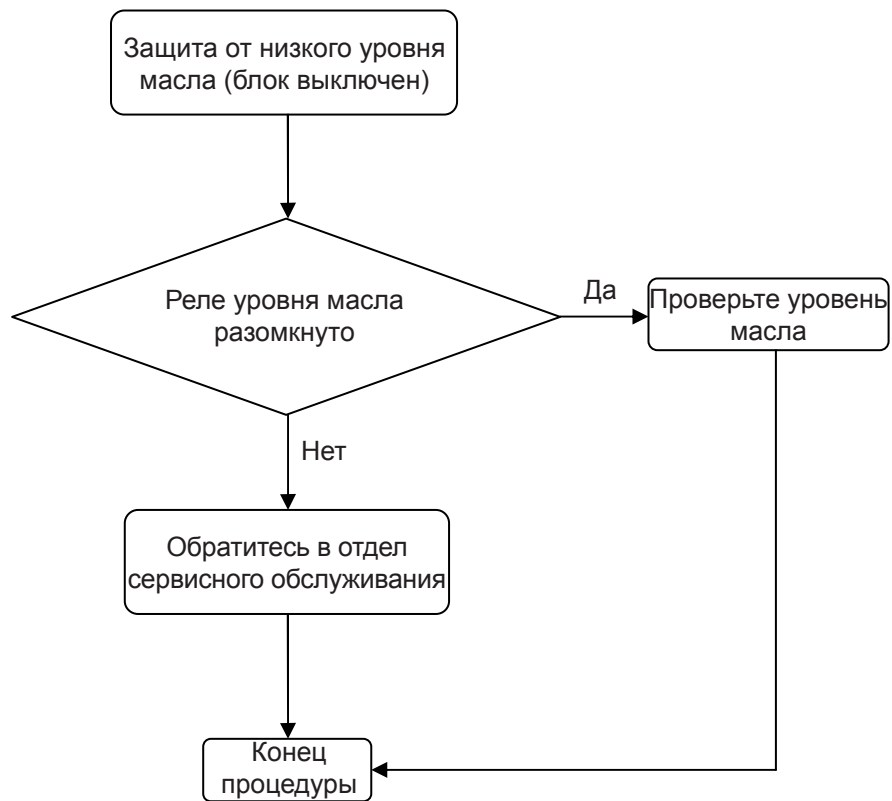 Защита от низкого уровня
масла (блок выключен)
Реле уровня масла
разомкнуто
Да
Проверьте уровень
масла
Нет
Обратитесь в отдел
сервисного обслуживания
Конец
процедуры